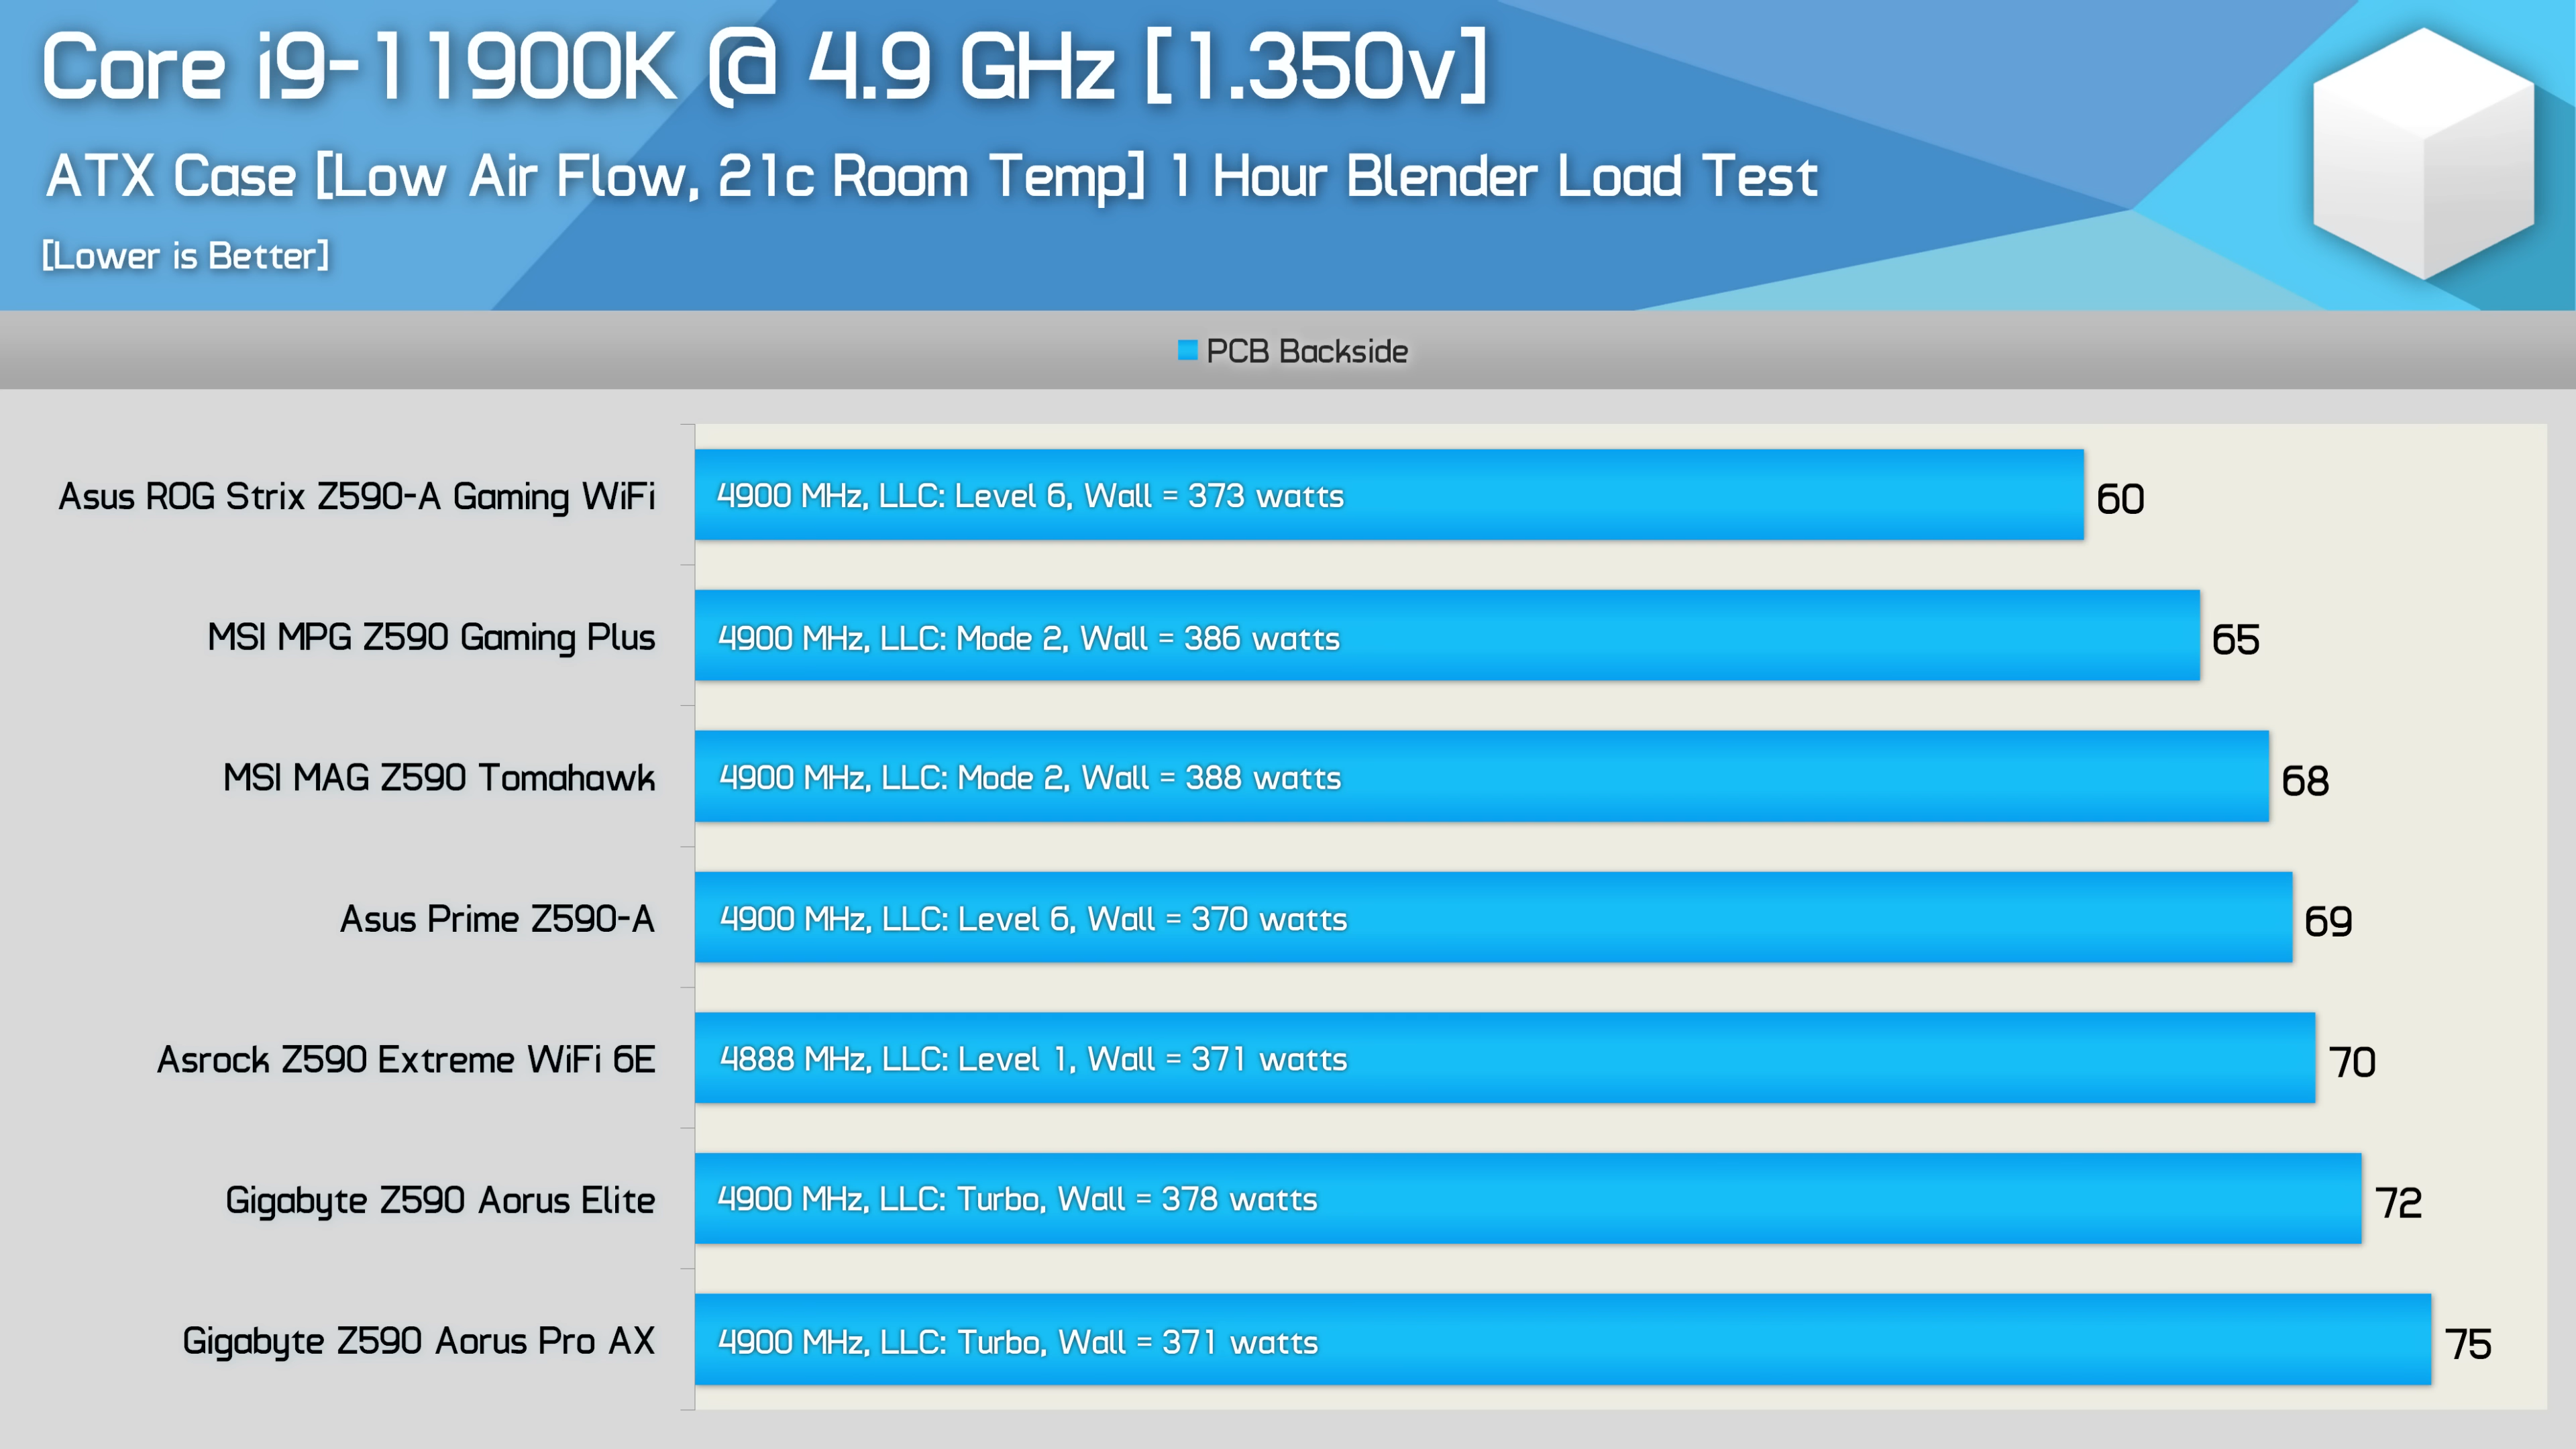 Core i9-11900K @ 4.9 GHz [1.350v]
ATX Case [Low Air Flow, 21c Room Temp] 1 Hour Blender Load Test
[Lower is Better]
PCB Backside
Asus ROG Strix Z590-A Gaming WiFi 4900 MHz, LLC: Level 6, Wall = 373 watts 60
MSI MPG Z590 Gaming Plus 4900 MHz, LLC: Mode 2, Wall = 386 watts 65
MSI MAG Z590 Tomahawk 4900 MHz, LLC: Mode 2, Wall = 388 watts 68
Asus Prime Z590-A 4900 MHz, LLC: Level 6, Wall = 370 watts 69
Asrock Z590 Extreme WiFi 6E 4888 MHz, LLC: Level 1, Wall = 371 watts 70
Gigabyte Z590 Aorus Elite 4900 MHz, LLC: Turbo, Wall = 378 watts 72
Gigabyte Z590 Aorus Pro AX 4900 MHz, LLC: Turbo, Wall = 371 watts 75